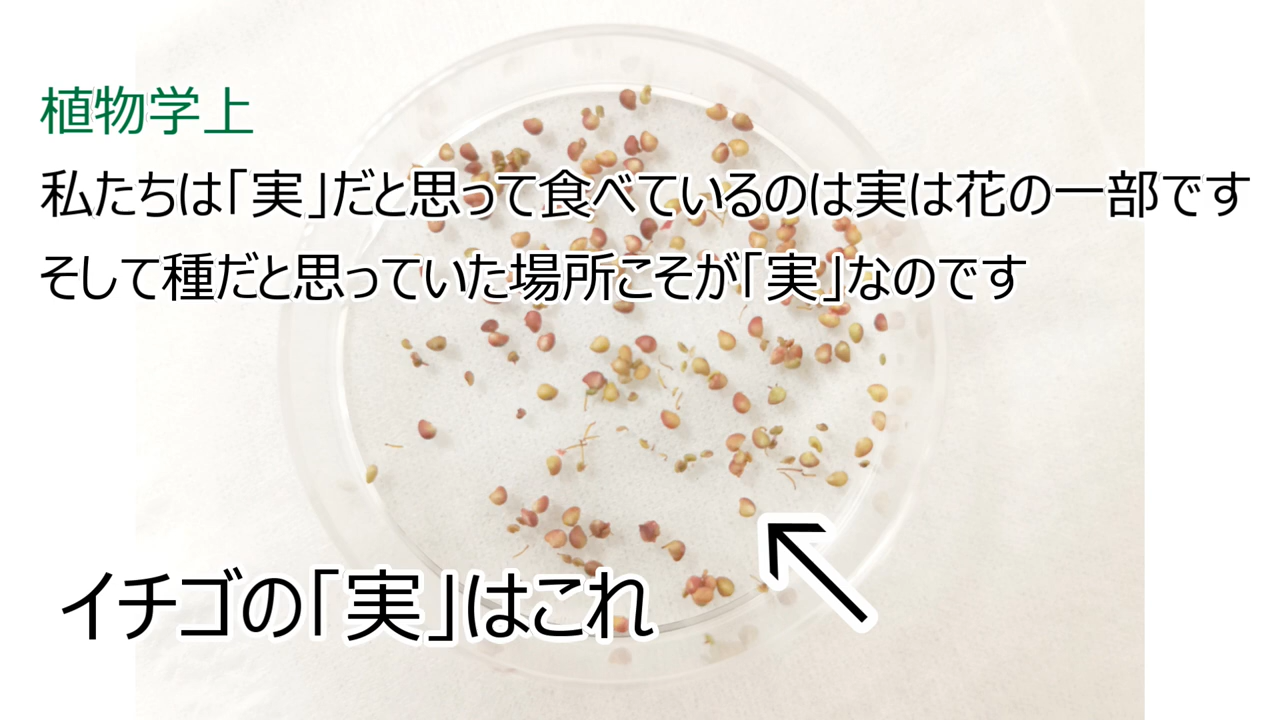 植物学上
私たちは「実」だと思って食べているのは実は花の一部です
そして種だと思っていた場所こそが「実」なのです
イチゴの「実」はこれ